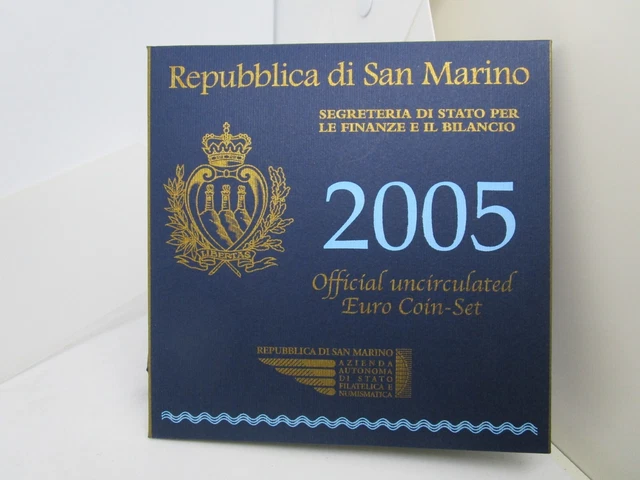 Repubblica di San Marino
SEGRETERIA DI STATO PER
LE FINANZE E IL BILANCIO
2005
LIBERTAS
Official uncirculated
Euro Coin-Set
REPUBBLICA DI SAN MARINO
AZIENDA
AUTONOMA
DI STATO
FILATELICA E
NUMISMATICA